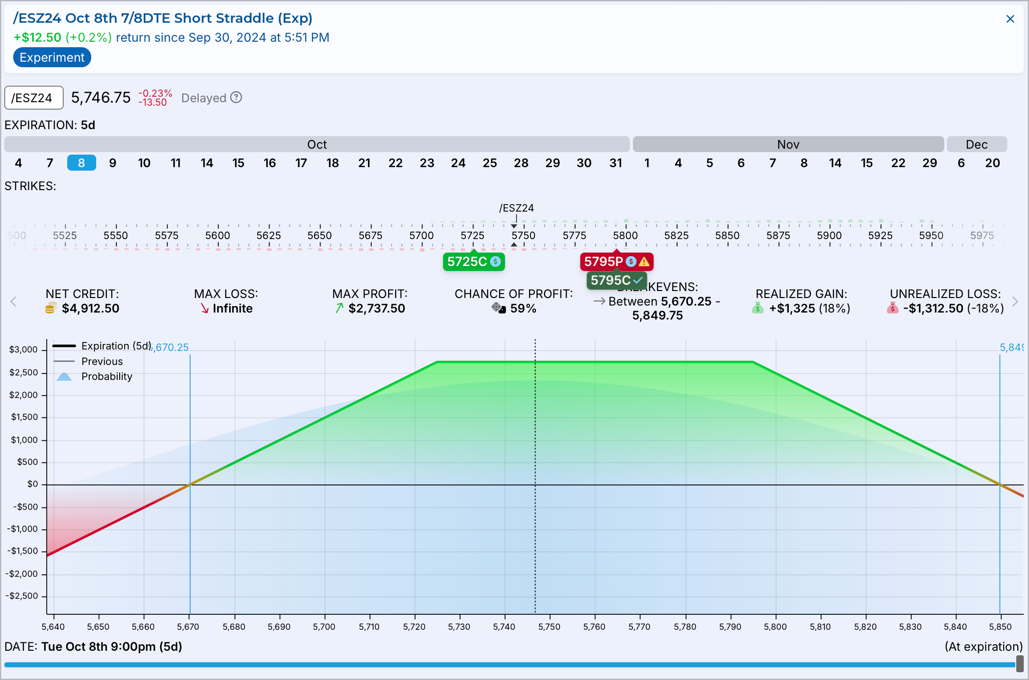 /ESZ24 Oct 8th 7/8DTE Short Straddle (Exp)
+$12.50 (+0.2%) return since Sep 30, 2024 at 5:51 PM
Experiment
/ESZ24 5,746.75 -0.23% -13.50 Delayed
EXPIRATION: 5d
Oct Nov Dec
4 7 8 9 10 11 14 15 16 17 18 21 22 23 24 25 28 29 30 31 1 4 5 6 7 8 14 15 22 29 6 20
STRIKES:
/ESZ24
500 5525 5550 5575 5600 5625 5650 5675 5700 5725 5750 5775 5800 5825 5850 5875 5900 5925 5950 5975
5725C 5795P
5795C
NET CREDIT: MAX LOSS: MAX PROFIT: CHANCE OF PROFIT: BREAKEVENS: REALIZED GAIN: UNREALIZED LOSS:
$4,912.50 Infinite $2,737.50 59% Between 5,670.25 - 5,849.75 +$1,325 (18%) -$1,312.50 (-18%)
Expiration (5d)
Previous
Probability
,670.25
5,849
$3,000
$2,500
$2,000
$1,500
$1,000
$500
$0
-$500
-$1,000
-$1,500
-$2,000
-$2,500
5,640 5,650 5,660 5,670 5,680 5,690 5,700 5,710 5,720 5,730 5,740 5,750 5,760 5,770 5,780 5,790 5,800 5,810 5,820 5,830 5,840 5,850
DATE: Tue Oct 8th 9:00pm (5d) (At expiration)